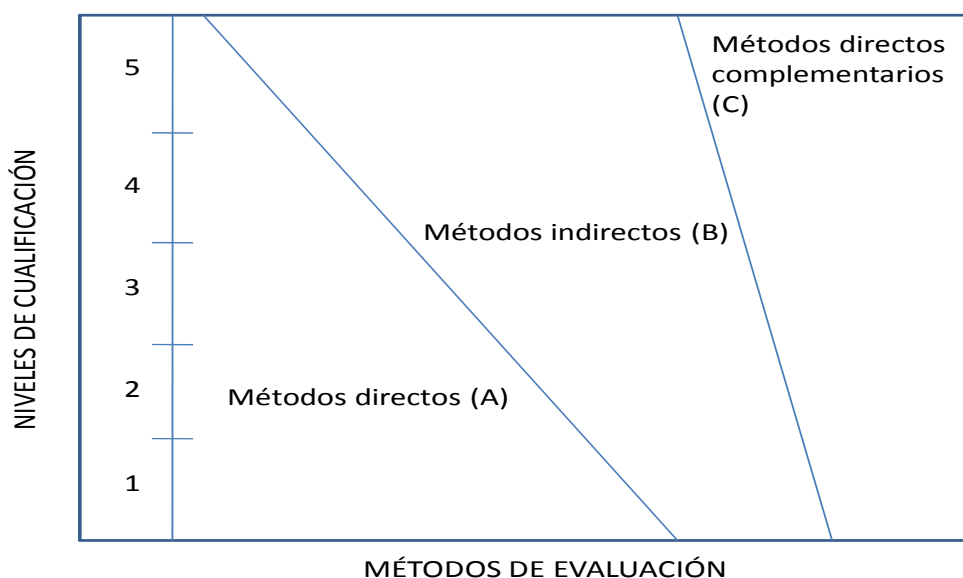 Métodos directos
complementarios
(C)
5
4
Métodos indirectos (B)
3
2
Métodos directos (A)
1
NIVELES DE CUALIFICACIÓN
MÉTODOS DE EVALUACIÓN